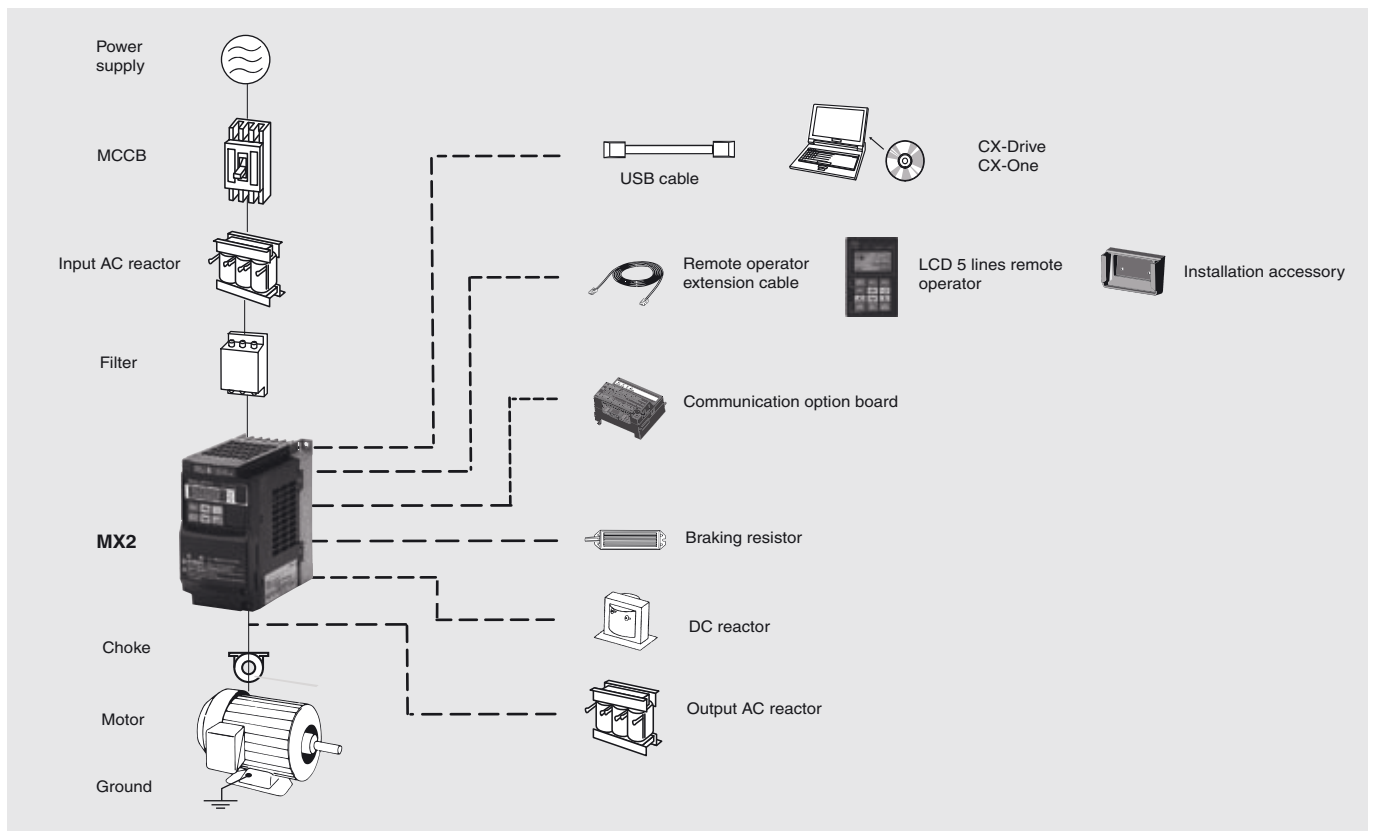 Power
supply
MCCB
USB cable
CX-Drive
CX-One
Input AC reactor
Remote operator
extension cable
LCD 5 lines remote
operator
Installation accessory
Filter
Communication option board
MX2
Braking resistor
DC reactor
Choke
Motor
Output AC reactor
Ground